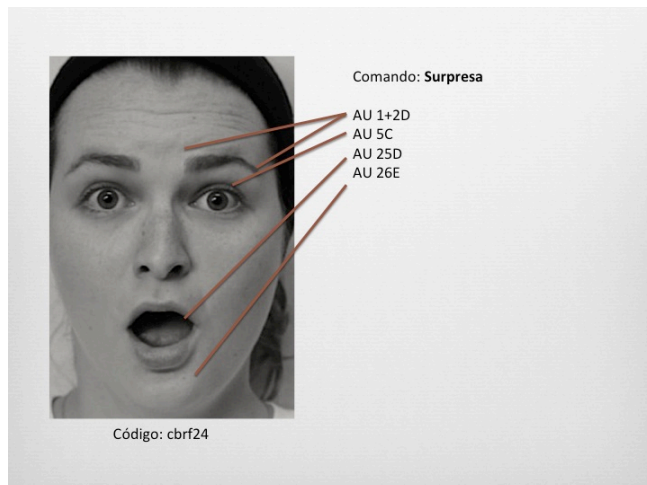 Comando: Surpresa
AU 1+2D
AU 5C
AU 25D
AU 26E
Código: cbrf24